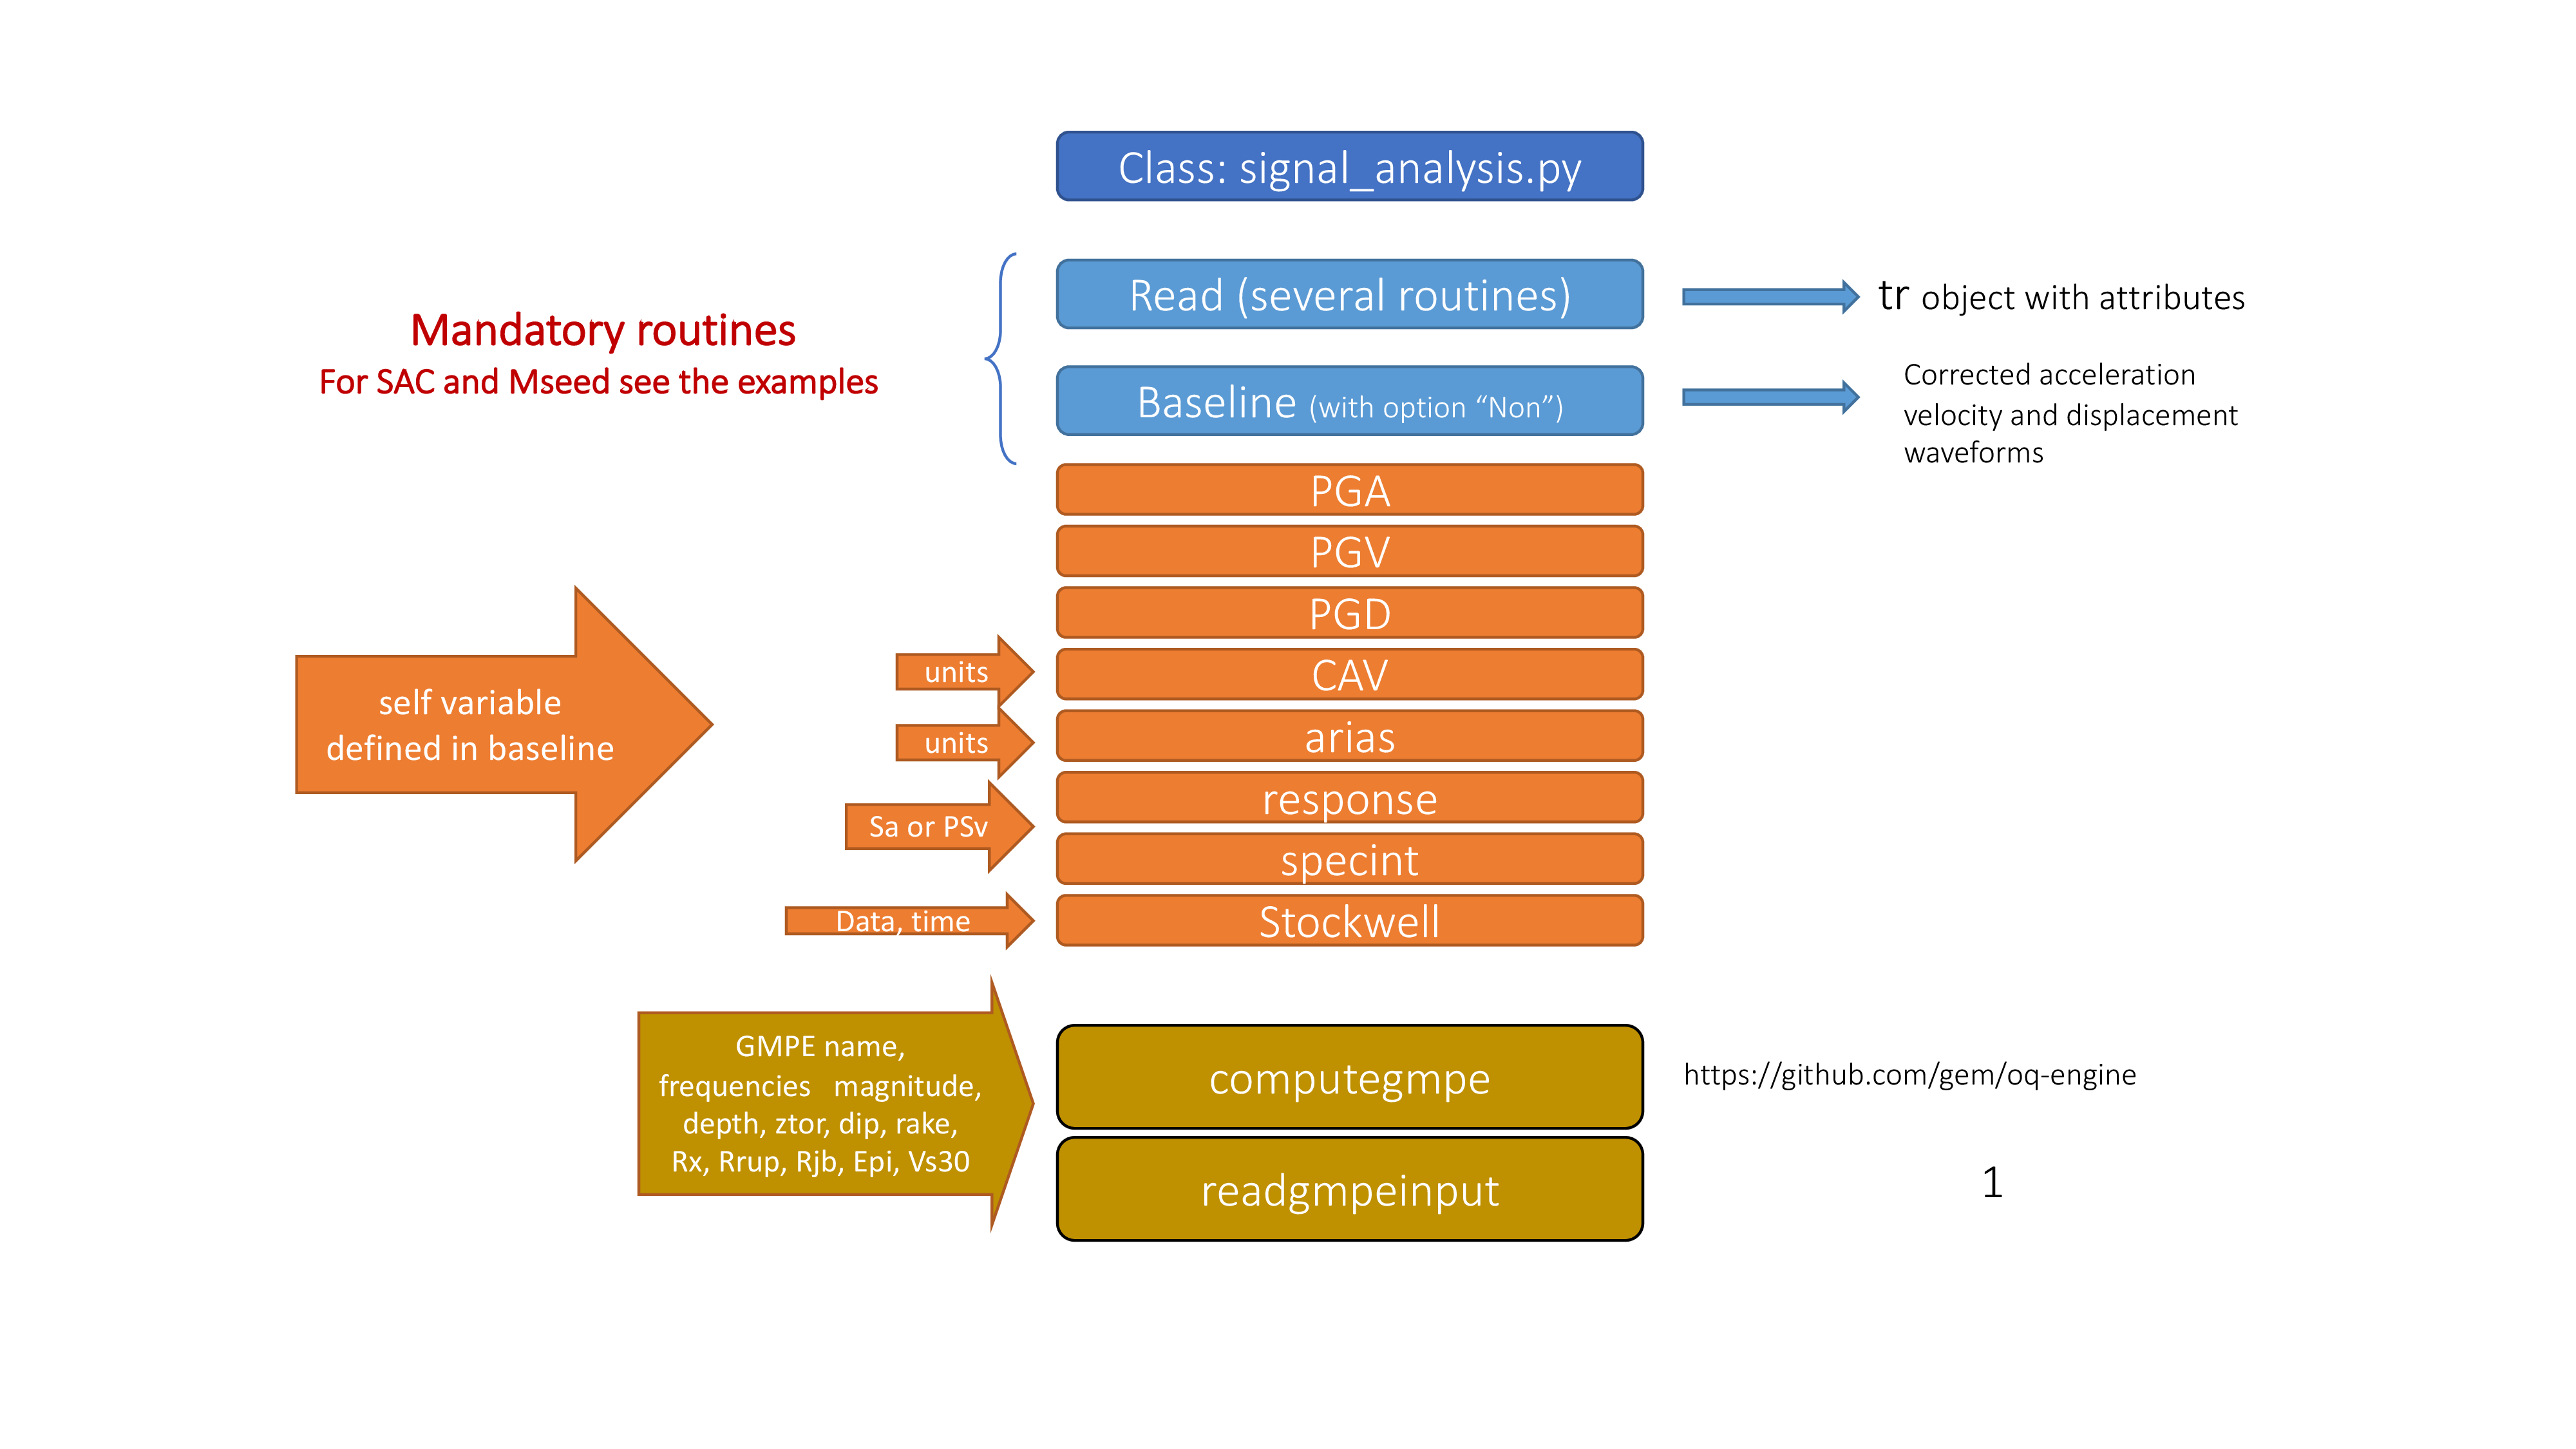 Class: signal_analysis.py
Mandatory routines
For SAC and Mseed see the examples
Read (several routines)
tr object with attributes
Baseline (with option “Non”)
Corrected acceleration
velocity and displacement
waveforms
PGA
PGV
PGD
self variable
defined in baseline
units
CAV
units
arias
response
Sa or PSv
specint
Data, time
Stockwell
GMPE name,
frequencies   magnitude,
depth, ztor, dip, rake,
Rx, Rrup, Rjb, Epi, Vs30
computegmpe
https://github.com/gem/oq-engine
readgmpeinput
1